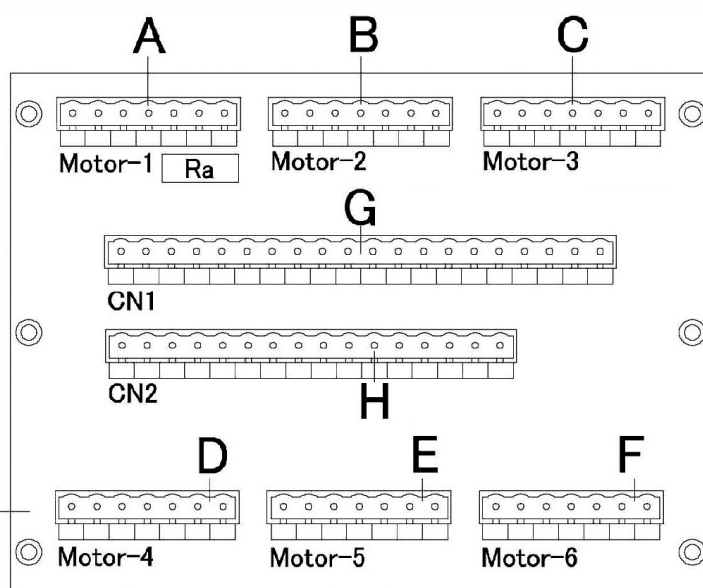 A B C
Motor-1 Ra Motor-2 Motor-3
G
CN1
CN2
H
D E F
Motor-4 Motor-5 Motor-6